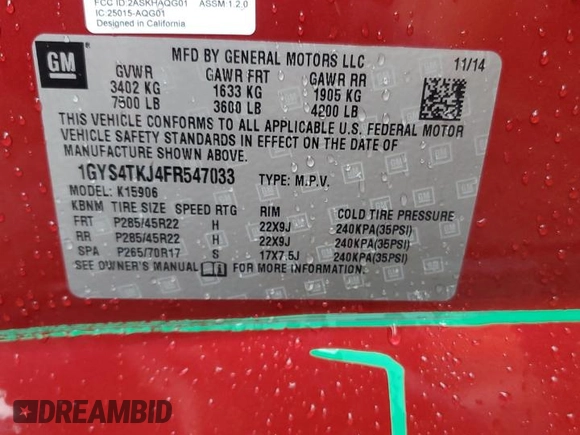 FCC ID:2ASKHAQG01 ASSM:1.2.0
IC:25015-AQG01
Designed in California
GM
MFD BY GENERAL MOTORS LLC
11/14
GVWR GAWR FRT GAWR RR
3402 KG 1633 KG 1905 KG
7500 LB 3600 LB 4200 LB
THIS VEHICLE CONFORMS TO ALL APPLICABLE U.S. FEDERAL MOTOR
VEHICLE SAFETY STANDARDS IN EFFECT ON THE DATE OF
MANUFACTURE SHOWN ABOVE.
1GYS4TKJ4FR547033 TYPE: M.P.V.
MODEL: K15906
KBNM TIRE SIZE SPEED RTG RIM COLD TIRE PRESSURE
FRT P285/45R22 H 22X9J 240KPA(35PSI)
RR P285/45R22 H 22X9J 240KPA(35PSI)
SPA P265/70R17 S 17X7.5J 240KPA(35PSI)
SEE OWNER'S MANUAL FOR MORE INFORMATION.
DREAMBID